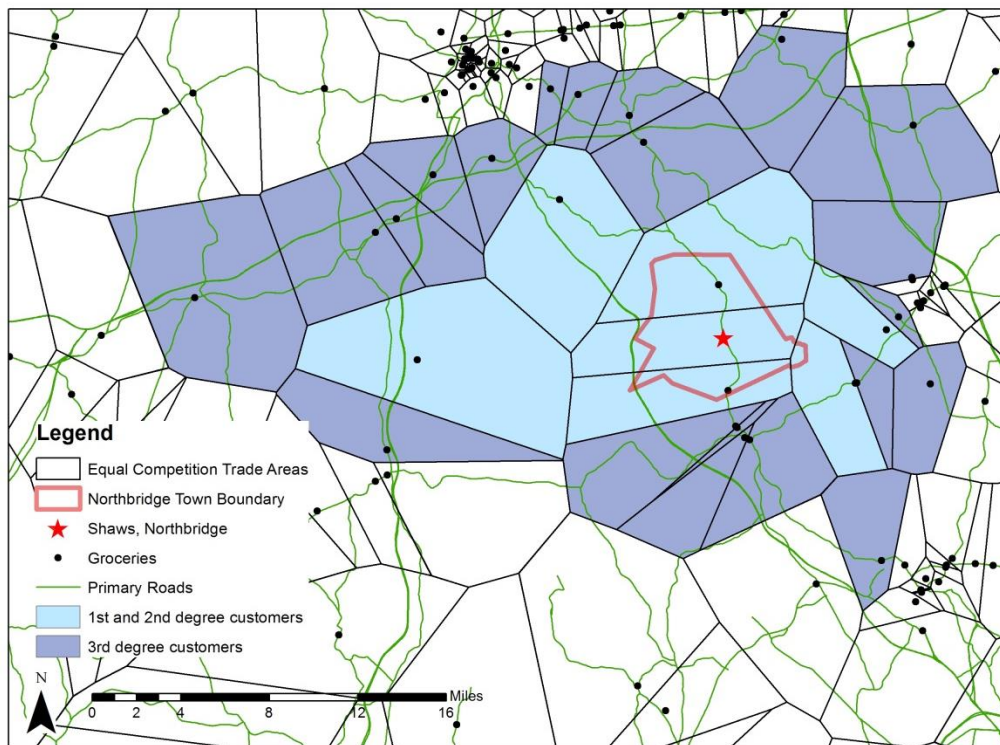 Legend
Equal Competition Trade Areas
Northbridge Town Boundary
Shaws, Northbridge
Groceries
Primary Roads
1st and 2nd degree customers
3rd degree customers
N
Miles
0 2 4 8 12 16